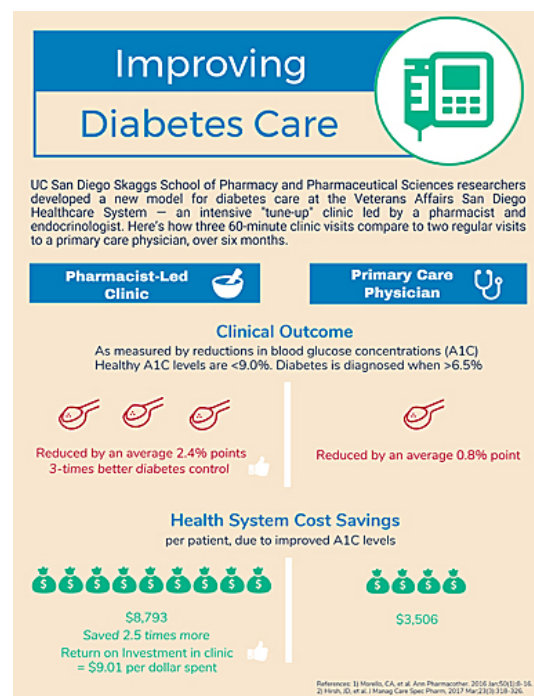 Improving
Diabetes Care
UC San Diego Skaggs School of Pharmacy and Pharmaceutical Sciences researchers
developed a new model for diabetes care at the Veterans Affairs San Diego
Healthcare System — an intensive "tune-up" clinic led by a pharmacist and
endocrinologist. Here's how three 60-minute clinic visits compare to two regular visits
to a primary care physician, over six months.
Pharmacist-Led
Clinic
Primary Care
Physician
Clinical Outcome
As measured by reductions in blood glucose concentrations (A1C)
Healthy A1C levels are <9.0%. Diabetes is diagnosed when >6.5%
Reduced by an average 2.4% points
3-times better diabetes control
Reduced by an average 0.8% point
Health System Cost Savings
per patient, due to improved A1C levels
$ $ $ $ $ $ $ $ $
$ $ $ $
$8,793
Saved 2.5 times more
Return on Investment in clinic
= $9.01 per dollar spent
$3,506
References: 1) Morello, CA, et al. Ann Pharmacother. 2016 Jan;50(1):8-16.
2) Hirsh, JD, et al. J Manag Care Spec Pharm. 2017 Mar;23(3):318-326.